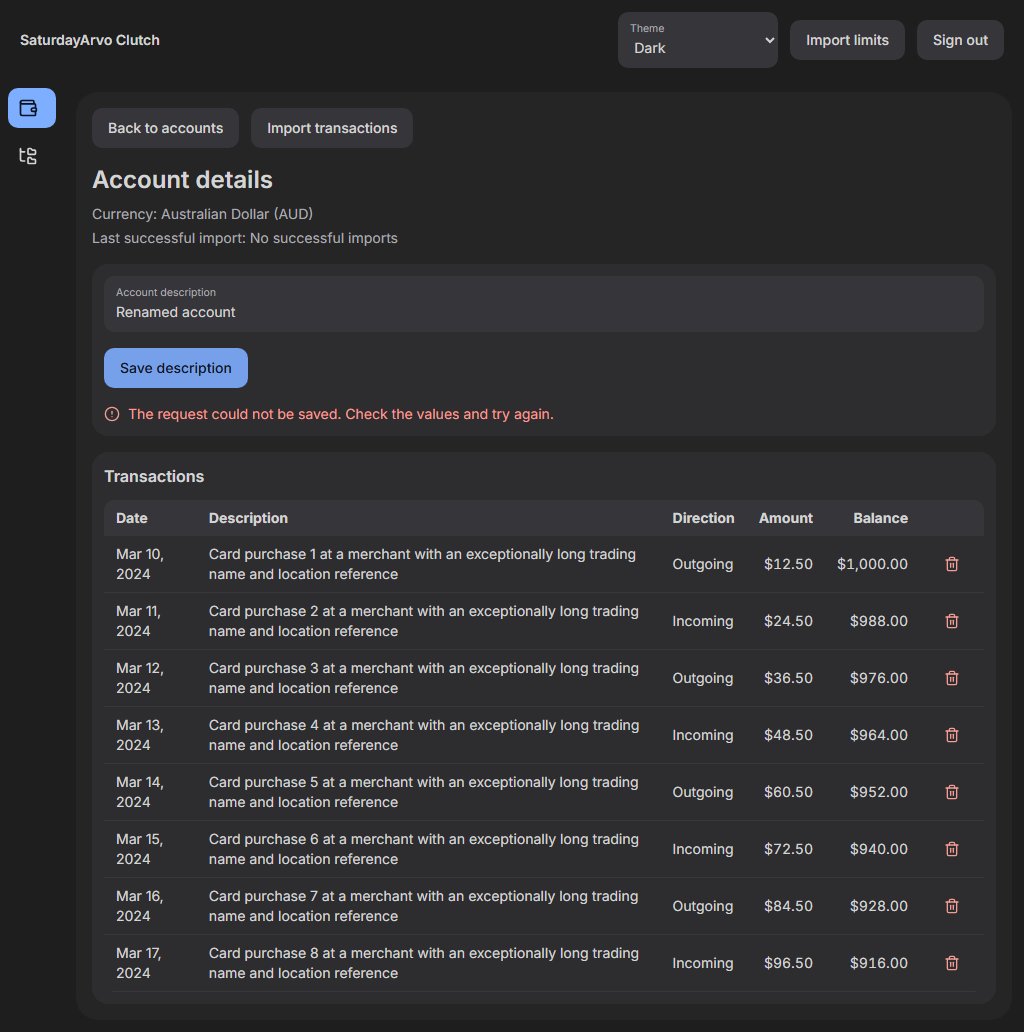 SaturdayArvo Clutch
Theme
Dark
Import limits
Sign out
Back to accounts
Import transactions
Account details
Currency: Australian Dollar (AUD)
Last successful import: No successful imports
Account description
Renamed account
Save description
The request could not be saved. Check the values and try again.
Transactions
Date Description Direction Amount Balance
Mar 10, 2024 Card purchase 1 at a merchant with an exceptionally long trading name and location reference Outgoing $12.50 $1,000.00
Mar 11, 2024 Card purchase 2 at a merchant with an exceptionally long trading name and location reference Incoming $24.50 $988.00
Mar 12, 2024 Card purchase 3 at a merchant with an exceptionally long trading name and location reference Outgoing $36.50 $976.00
Mar 13, 2024 Card purchase 4 at a merchant with an exceptionally long trading name and location reference Incoming $48.50 $964.00
Mar 14, 2024 Card purchase 5 at a merchant with an exceptionally long trading name and location reference Outgoing $60.50 $952.00
Mar 15, 2024 Card purchase 6 at a merchant with an exceptionally long trading name and location reference Incoming $72.50 $940.00
Mar 16, 2024 Card purchase 7 at a merchant with an exceptionally long trading name and location reference Outgoing $84.50 $928.00
Mar 17, 2024 Card purchase 8 at a merchant with an exceptionally long trading name and location reference Incoming $96.50 $916.00